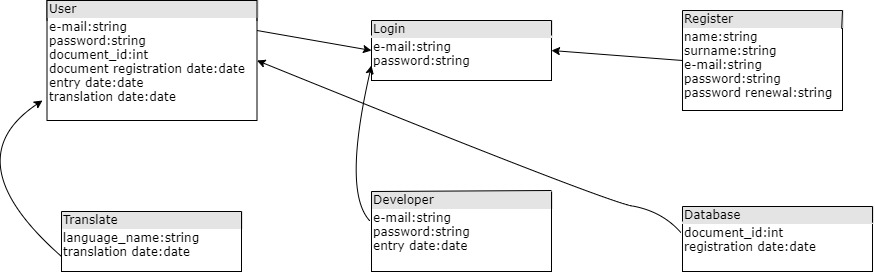 User
e-mail:string
password:string
document_id:int
document registration date:date
entry date:date
translation date:date
Login
e-mail:string
password:string
Register
name:string
surname:string
e-mail:string
password:string
password renewal:string
Translate
language_name:string
translation date:date
Developer
e-mail:string
password:string
entry date:date
Database
document_id:int
registration date:date